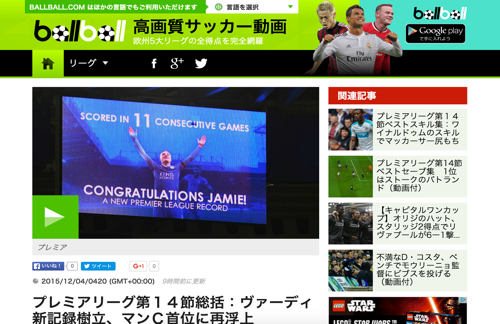 BALLBALL.COM はほかの言語でもご利用いただけます
言語を選択
ballball
高画質サッカー動画
欧州5大リーグの全得点を完全網羅
ballball
Google play
で手に入れよう
リーグ
SCORED IN 11 CONSECUTIVE GAMES
CONGRATULATIONS JAMIE!
A NEW PREMIER LEAGUE RECORD
プレミア
いいね！ 0
ツイート 0
g+1 0
2015/12/04/0420 (GMT+00:00) 9時間前に更新
プレミアリーグ第１４節総括：ヴァーディ
新記録樹立、マンＣ首位に再浮上
関連記事
プレミアリーグ第１４
節ベストスキル集：ワ
イナルドゥムのスキル
でマッカーサー尻もち
プレミアリーグ第14節
ベストセーブ集　1位
はストークのバトラン
ド（動画付）
【キャピタルワンカッ
プ】オリジのハット、
スタリッジ2得点でリ
ヴァプールが6ー1撃...
不満なD・コスタ、ベ
ンチでモウリーニョ監
督にビブスを投げる
（動画付）
LEGO STAR WARS